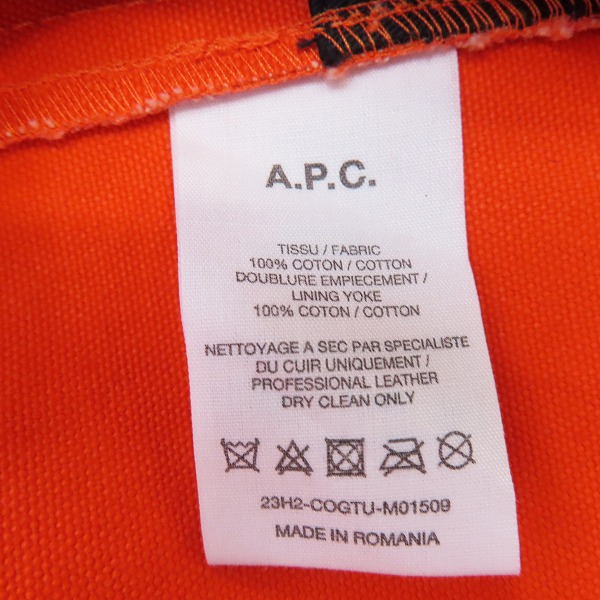 A.P.C.
TISSU / FABRIC
100% COTON / COTTON
DOUBLURE EMPIECEMENT /
LINING YOKE
100% COTON / COTTON
NETTOYAGE A SEC PAR SPECIALISTE
DU CUIR UNIQUEMENT /
PROFESSIONAL LEATHER
DRY CLEAN ONLY
23H2-COGTU-M01509
MADE IN ROMANIA